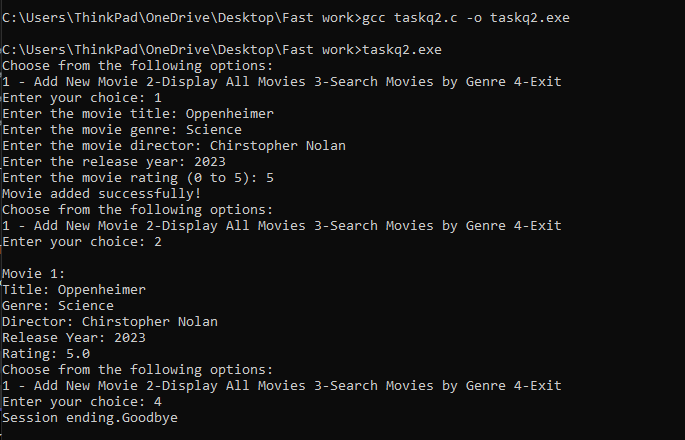 C:\Users\ThinkPad\OneDrive\Desktop\Fast work>gcc taskq2.c -o taskq2.exe
C:\Users\ThinkPad\OneDrive\Desktop\Fast work>taskq2.exe
Choose from the following options:
1 - Add New Movie 2-Display All Movies 3-Search Movies by Genre 4-Exit
Enter your choice: 1
Enter the movie title: Oppenheimer
Enter the movie genre: Science
Enter the movie director: Chirstopher Nolan
Enter the release year: 2023
Enter the movie rating (0 to 5): 5
Movie added successfully!
Choose from the following options:
1 - Add New Movie 2-Display All Movies 3-Search Movies by Genre 4-Exit
Enter your choice: 2
Movie 1:
Title: Oppenheimer
Genre: Science
Director: Chirstopher Nolan
Release Year: 2023
Rating: 5.0
Choose from the following options:
1 - Add New Movie 2-Display All Movies 3-Search Movies by Genre 4-Exit
Enter your choice: 4
Session ending.Goodbye